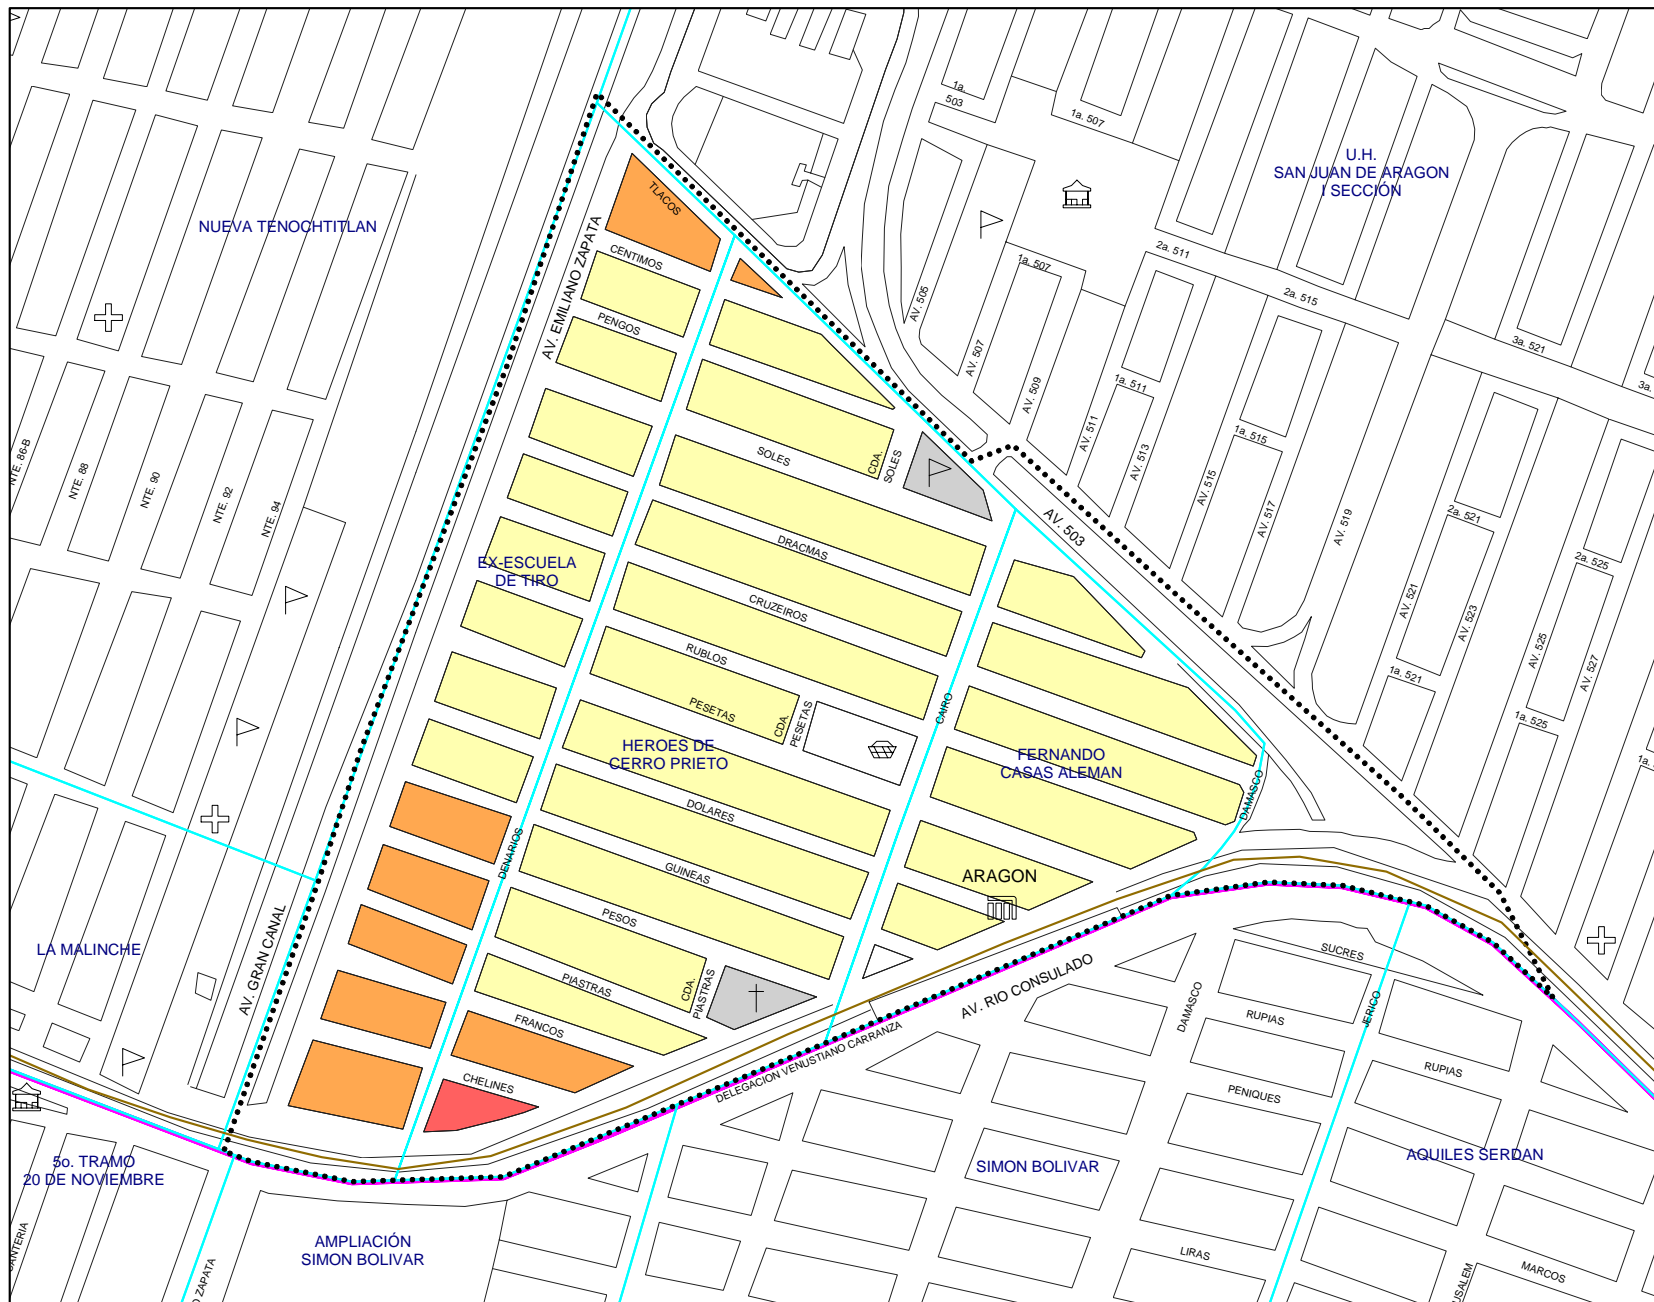 1a.
503
1a. 507
U.H.
SAN JUAN DE ARAGON
I SECCIÓN
TLACOS
NUEVA TENOCHTITLAN
CENTIMOS
AV. EMILIANO ZAPATA
PENGOS
2a. 511
1a. 507
2a. 515
AV. 505
3a. 521
AV. 507
AV. 509
1a. 511
3a.
AV. 511
1a. 515
AV. 513
SOLES
CDA.
SOLES
NTE. 86-B
NTE. 88
NTE. 90
NTE. 92
NTE. 94
AV. 515
AV. 517
AV. 519
2a. 521
AV. 503
DRACMAS
2a. 525
EX-ESCUELA
DE TIRO
CRUZEIROS
AV. 521
AV. 523
AV. 525
AV. 527
RUBLOS
1a. 521
PESETAS
CDA.
PESETAS
CAIRO
1a. 525
HEROES DE
CERRO PRIETO
FERNANDO
CASAS ALEMAN
DAMASCO
DOLARES
DENARIOS
GUINEAS
ARAGON
PESOS
LA MALINCHE
AV. GRAN CANAL
SUCRES
PIASTRAS
CDA.
PIASTRAS
AV. RIO CONSULADO
DAMASCO
JERICO
FRANCOS
RUPIAS
DELEGACION VENUSTIANO CARRANZA
RUPIAS
CHELINES
PENIQUES
5o. TRAMO
20 DE NOVIEMBRE
SIMON BOLIVAR
AQUILES SERDAN
AMPLIACIÓN
SIMON BOLIVAR
LIRAS
MARCOS
O ZAPATA